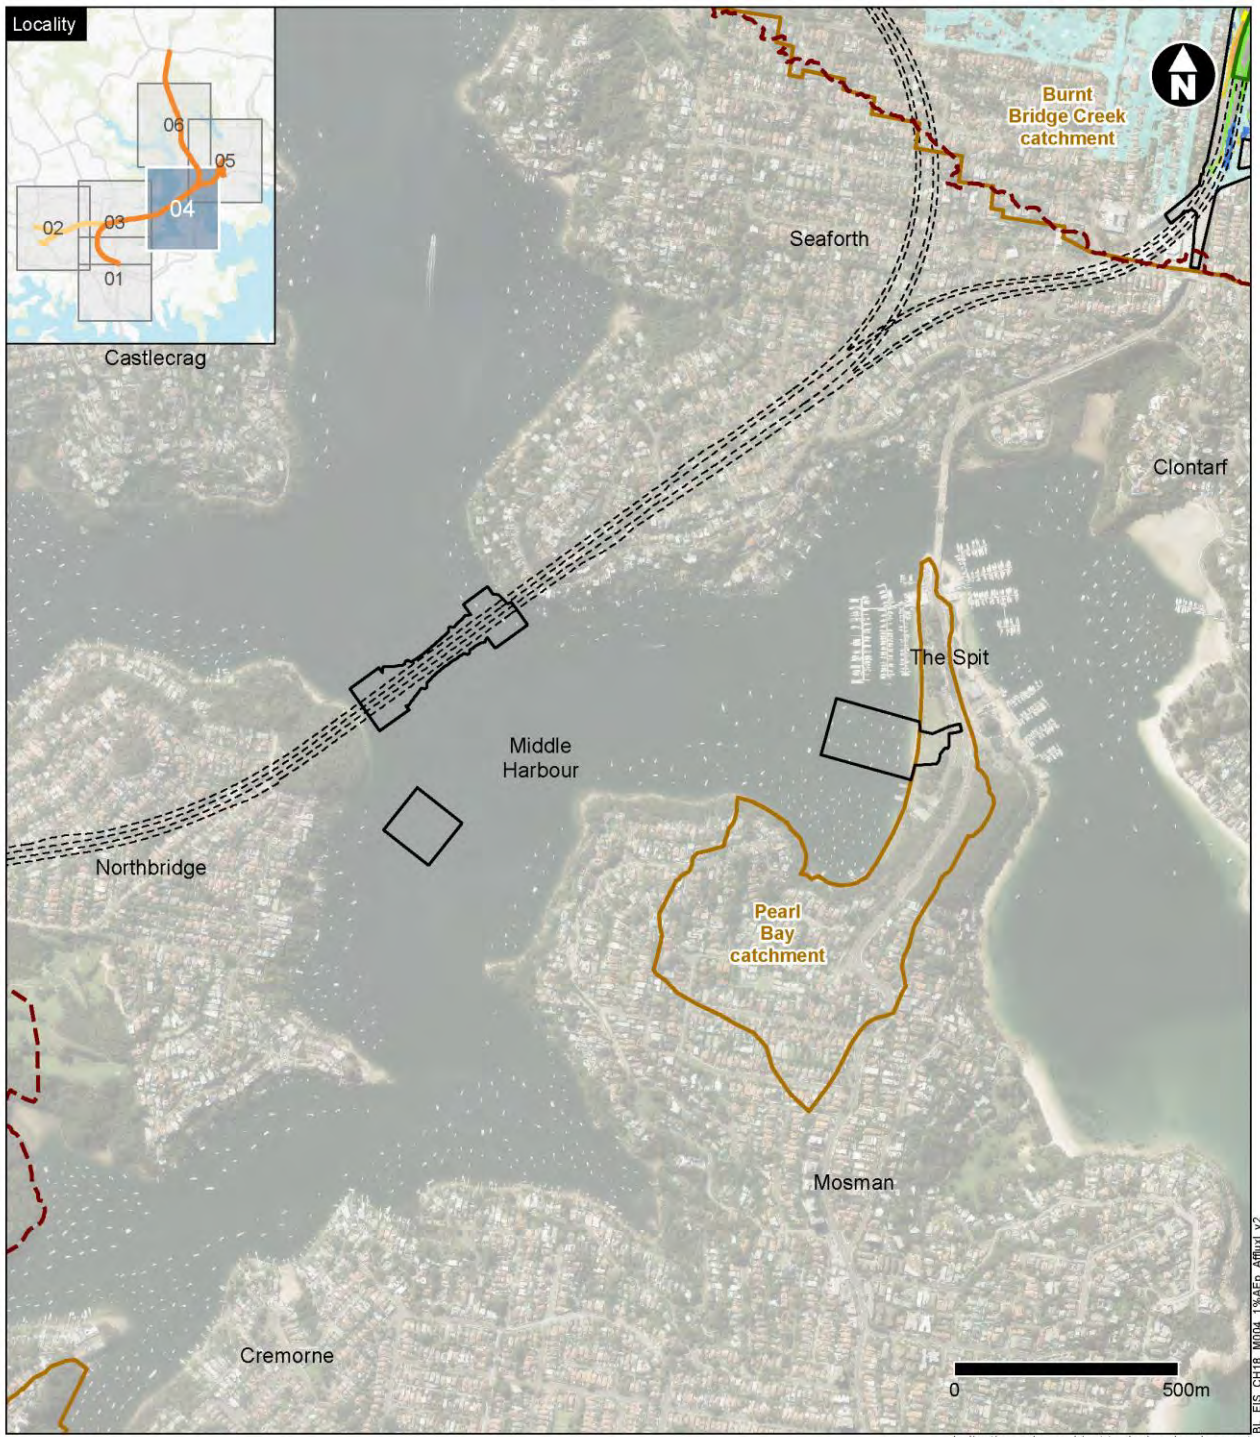 Locality
06
05
04
03
02
01
N
Burnt
Bridge Creek
catchment
Seaforth
Castlecrag
Clontarf
The Spit
Middle
Harbour
Northbridge
Pearl
Bay
catchment
Mosman
Cremorne
0 500m